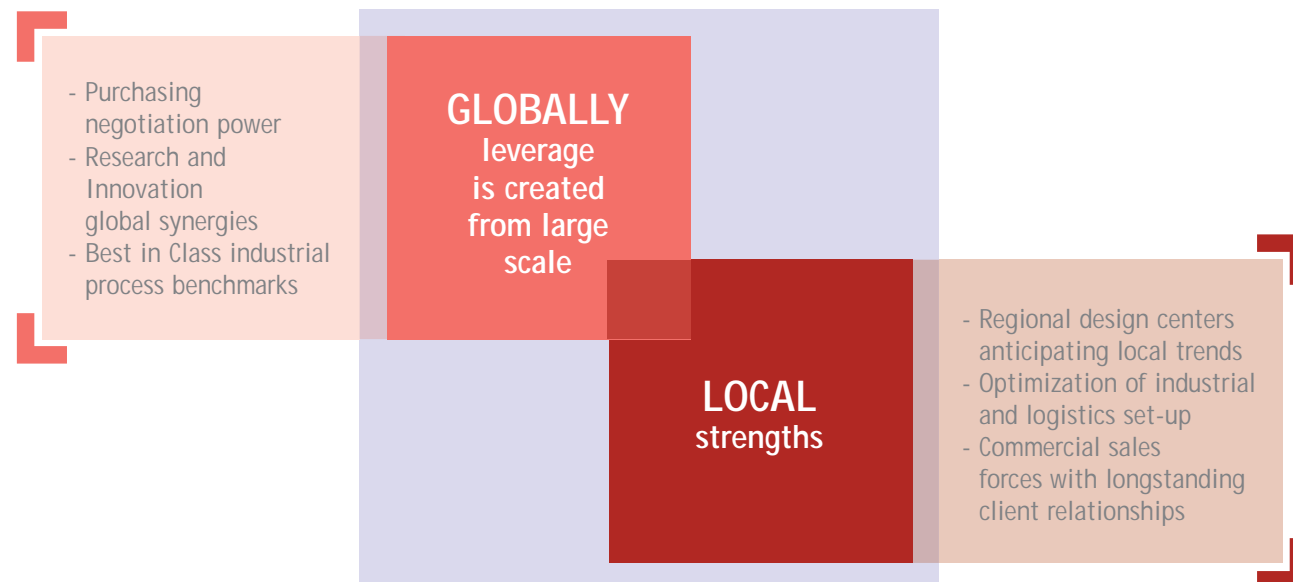 - Purchasing
negotiation power
- Research and
Innovation
global synergies
- Best in Class industrial
process benchmarks
GLOBALLY
leverage
is created
from large
scale
LOCAL
strengths
- Regional design centers
anticipating local trends
- Optimization of industrial
and logistics set-up
- Commercial sales
forces with longstanding
client relationships